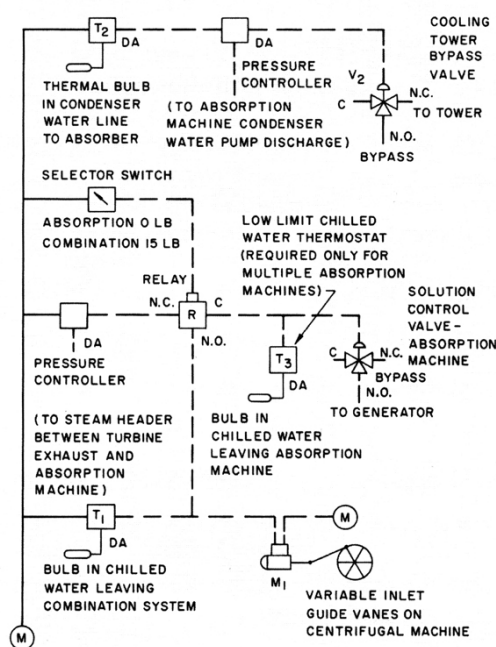 T2
DA
THERMAL BULB
IN CONDENSER
WATER LINE
TO ABSORBER
DA
PRESSURE
CONTROLLER
(TO ABSORPTION
MACHINE CONDENSER
WATER PUMP DISCHARGE)
COOLING
TOWER
BYPASS
VALVE
V2
C
N.C.
TO TOWER
N.O.
BYPASS
SELECTOR SWITCH
ABSORPTION 0 LB
COMBINATION 15 LB
LOW LIMIT CHILLED
WATER THERMOSTAT
(REQUIRED ONLY FOR
MULTIPLE ABSORPTION
MACHINES)
RELAY
N.C.
R
C
N.O.
SOLUTION
CONTROL
VALVE-
ABSORPTION
MACHINE
C
N.C.
BYPASS
N.O.
TO GENERATOR
DA
PRESSURE
CONTROLLER
T3
DA
BULB IN
CHILLED WATER
LEAVING ABSORPTION
MACHINE
(TO STEAM HEADER
BETWEEN TURBINE
EXHAUST AND
ABSORPTION
MACHINE)
T1
DA
BULB IN CHILLED
WATER LEAVING
COMBINATION SYSTEM
M
M1
VARIABLE INLET
GUIDE VANES ON
CENTRIFUGAL MACHINE
M